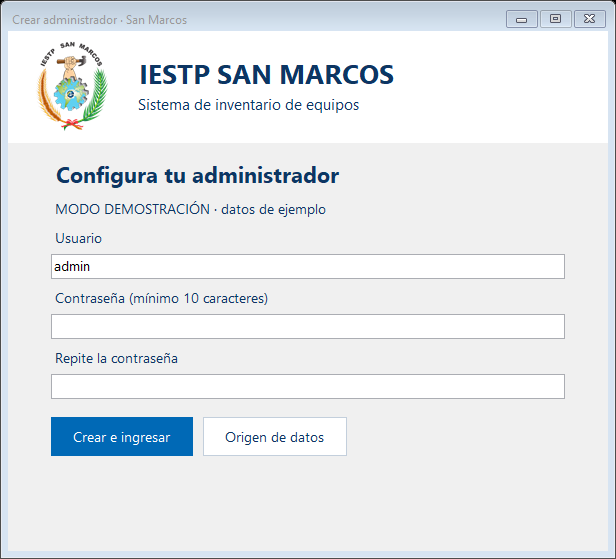 Crear administrador · San Marcos
IESTP SAN MARCOS
IESTP SAN MARCOS
Sistema de inventario de equipos
Configura tu administrador
MODO DEMOSTRACIÓN · datos de ejemplo
Usuario
admin
Contraseña (mínimo 10 caracteres)
Repite la contraseña
Crear e ingresar
Origen de datos